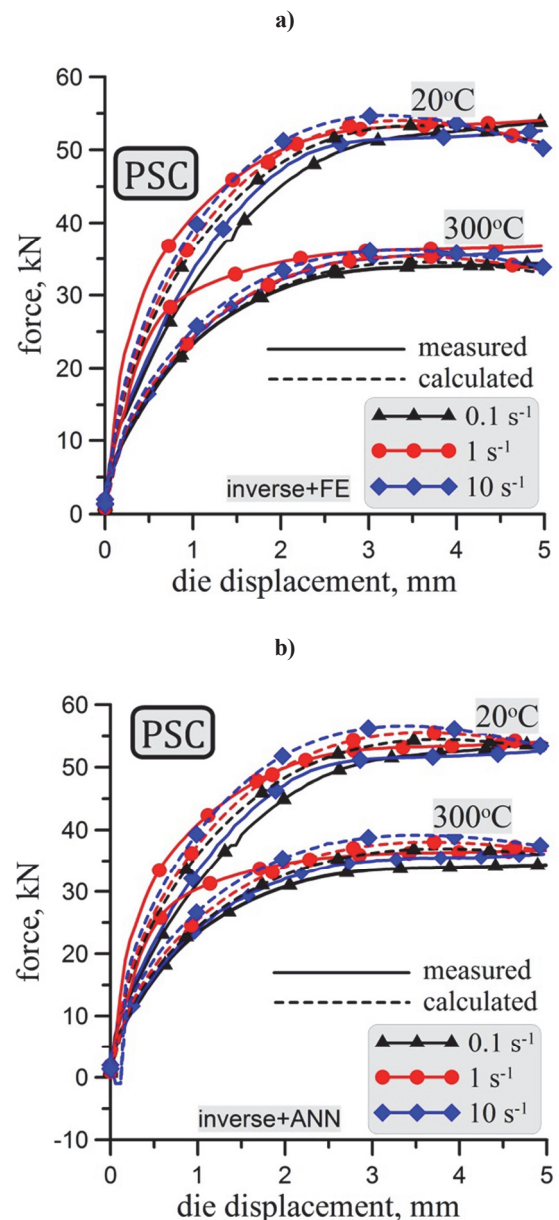 a)
60
50
40
30
20
10
0
force, kN
PSC
20°C
300°C
measured
calculated
0.1 s-1
1 s-1
10 s-1
inverse+FE
0 1 2 3 4 5
die displacement, mm
b)
60
50
40
30
20
10
0
-10
force, kN
PSC
20°C
300°C
measured
calculated
0.1 s-1
1 s-1
10 s-1
inverse+ANN
0 1 2 3 4 5
die displacement, mm